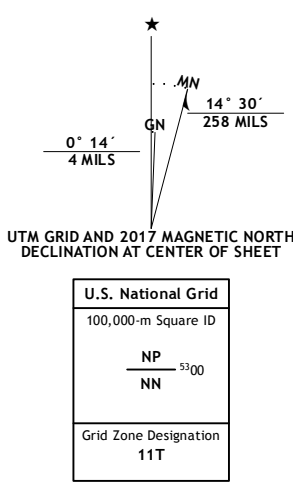 ★
MN
GN
14° 30´
258 MILS
0° 14´
4 MILS
UTM GRID AND 2017 MAGNETIC NORTH
DECLINATION AT CENTER OF SHEET
U.S. National Grid
100,000-m Square ID
NP
5300
NN
Grid Zone Designation
11T